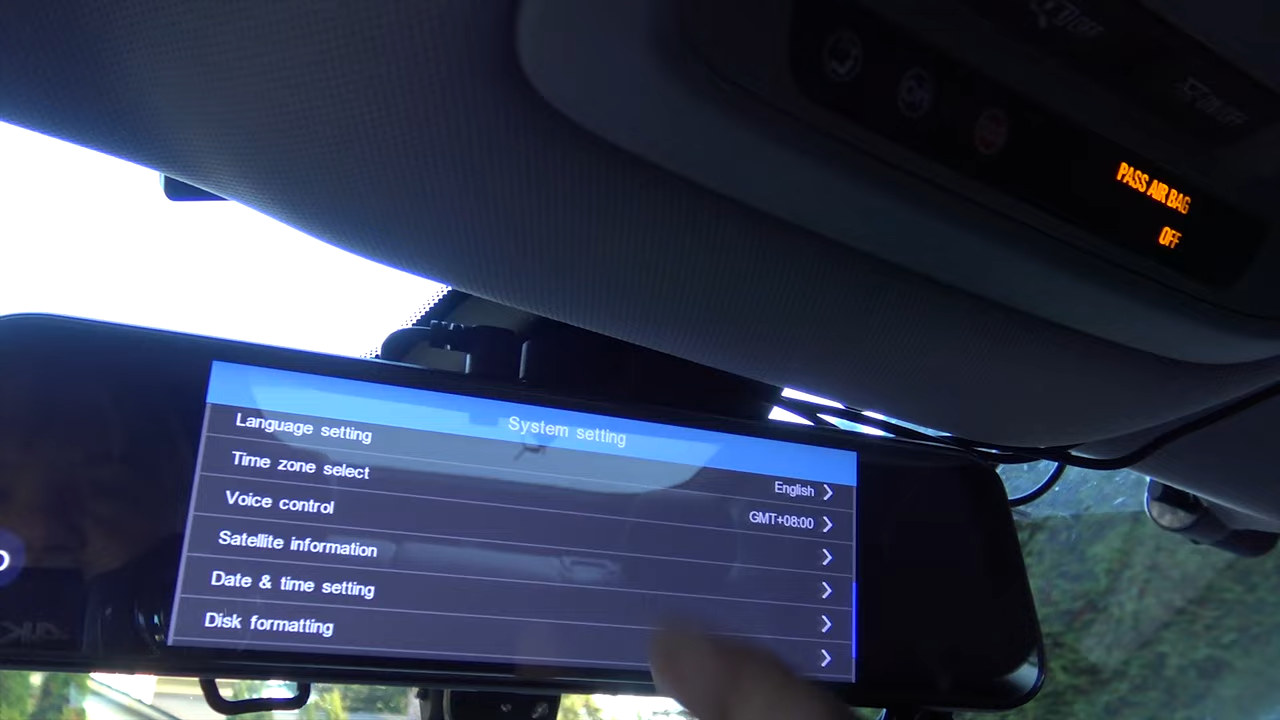 PASS AIR BAG
OFF
System setting
Language setting English
Time zone select GMT+08:00
Voice control
Satellite information
Date & time setting
Disk formatting
4K